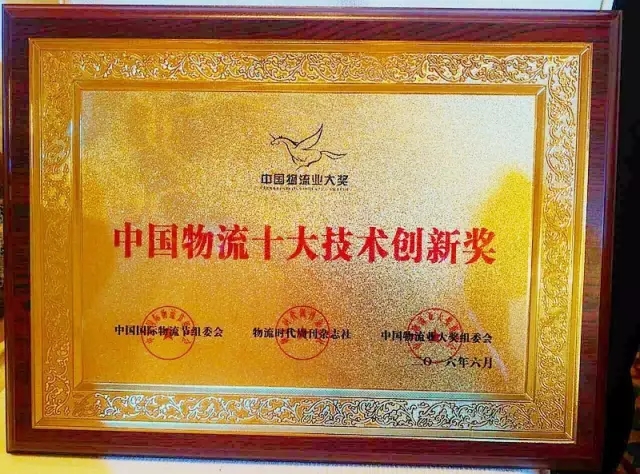 中国物流业大奖
中国物流十大技术创新奖
中国国际物流节组委会 物流时代周刊杂志社 中国物流业大奖组委会
二〇一六年六月